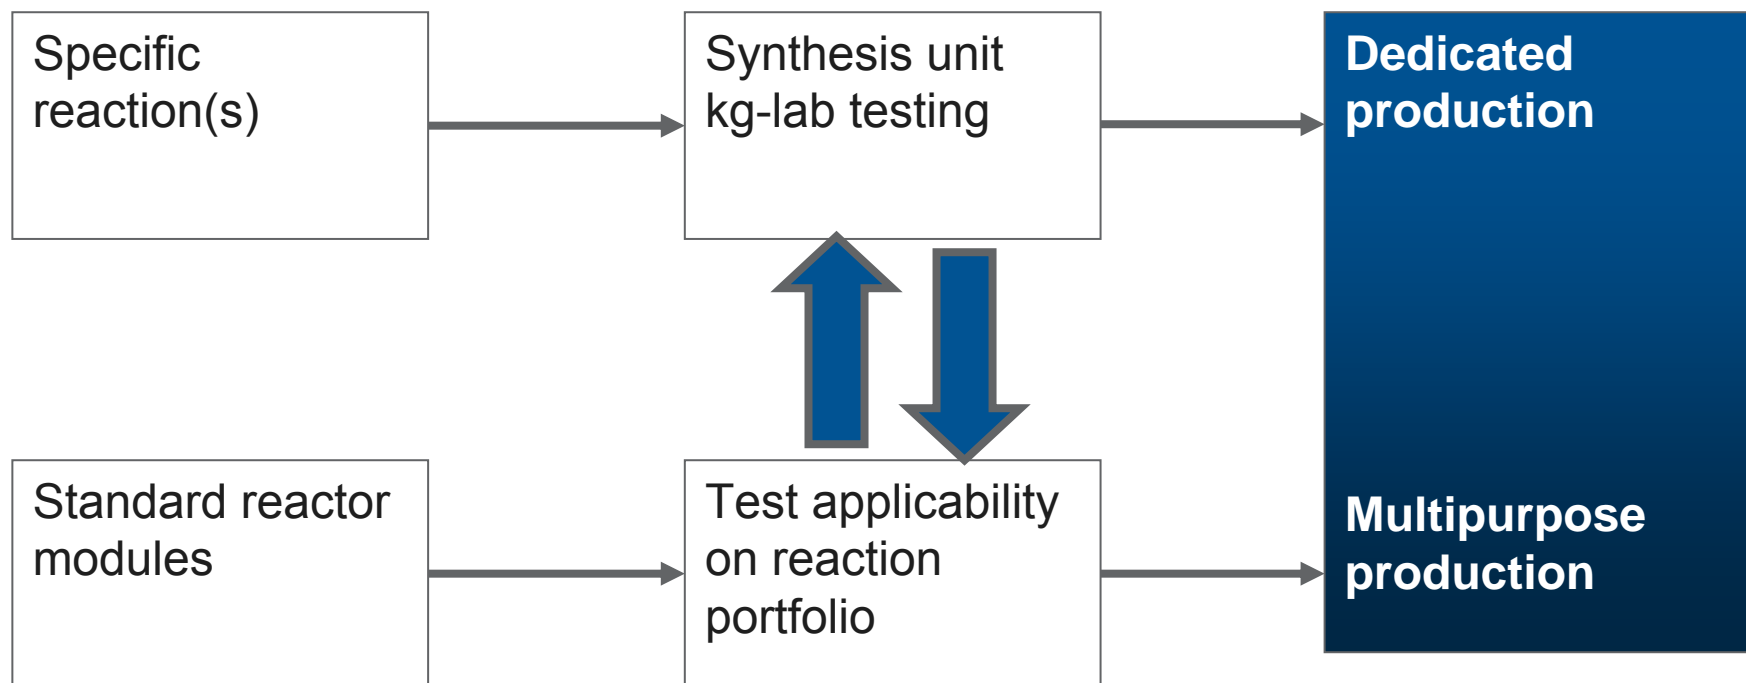 Specific
reaction(s)
Synthesis unit
kg-lab testing
Dedicated
production
Standard reactor
modules
Test applicability
on reaction
portfolio
Multipurpose
production